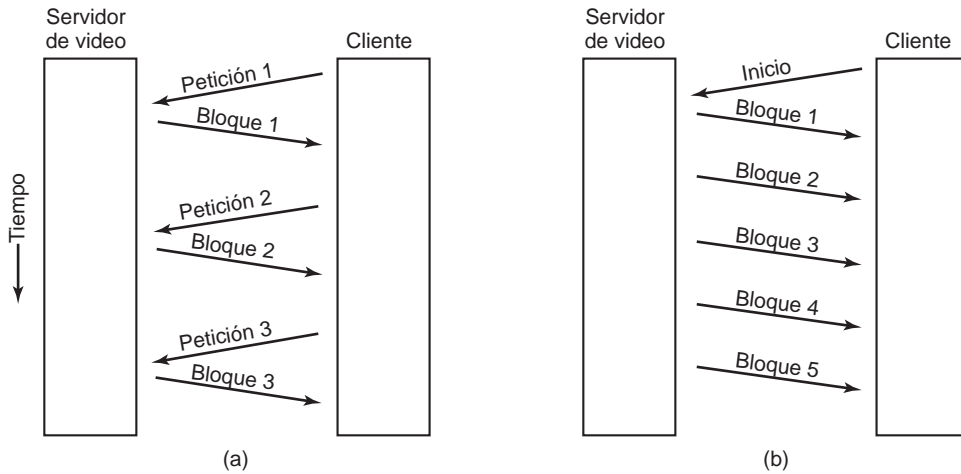 Servidor
de video
Cliente
Petición 1
Bloque 1
Petición 2
Bloque 2
Petición 3
Bloque 3
Tiempo
(a)
Servidor
de video
Cliente
Inicio
Bloque 1
Bloque 2
Bloque 3
Bloque 4
Bloque 5
(b)